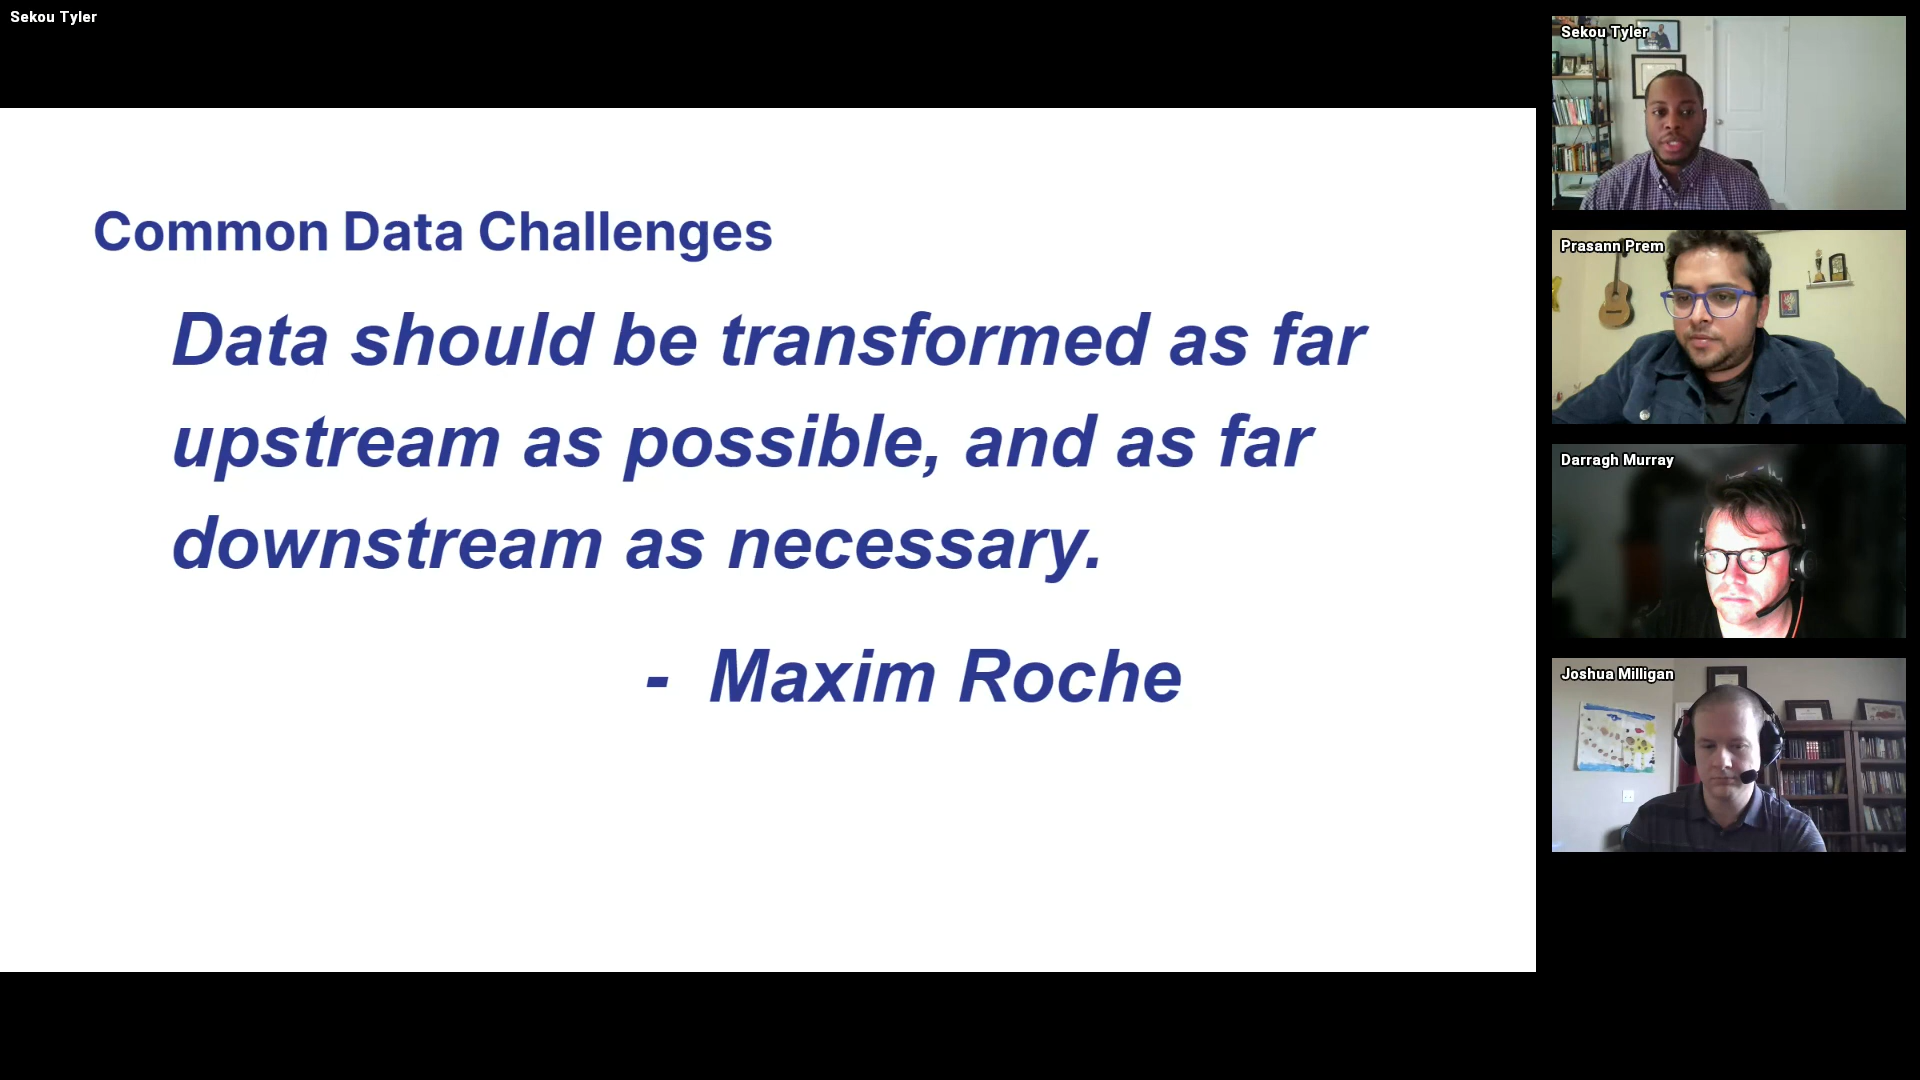 Sekou Tyler
Common Data Challenges
Data should be transformed as far
upstream as possible, and as far
downstream as necessary.
- Maxim Roche
Sekou Tyler
Prasann Prem
Darragh Murray
Joshua Milligan